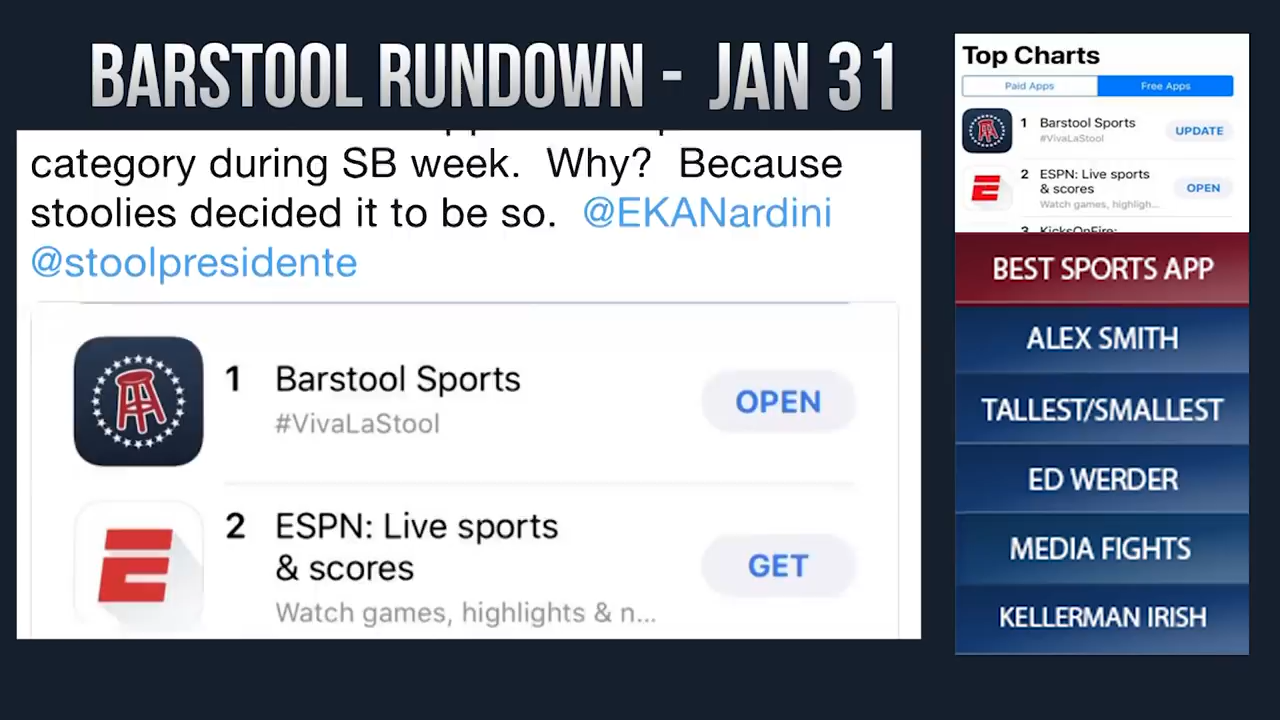 BARSTOOL RUNDOWN - JAN 31
category during SB week. Why? Because
stoolies decided it to be so. @EKANardini
@stoolpresidente
1 Barstool Sports
#VivaLaStool
OPEN
2 ESPN: Live sports
& scores
Watch games, highlights & n...
GET
Top Charts
Paid Apps Free Apps
1 Barstool Sports
#VivaLaStool
UPDATE
2 ESPN: Live sports
& scores
Watch games, highligh...
OPEN
3 KicksOnFire:
BEST SPORTS APP
ALEX SMITH
TALLEST/SMALLEST
ED WERDER
MEDIA FIGHTS
KELLERMAN IRISH